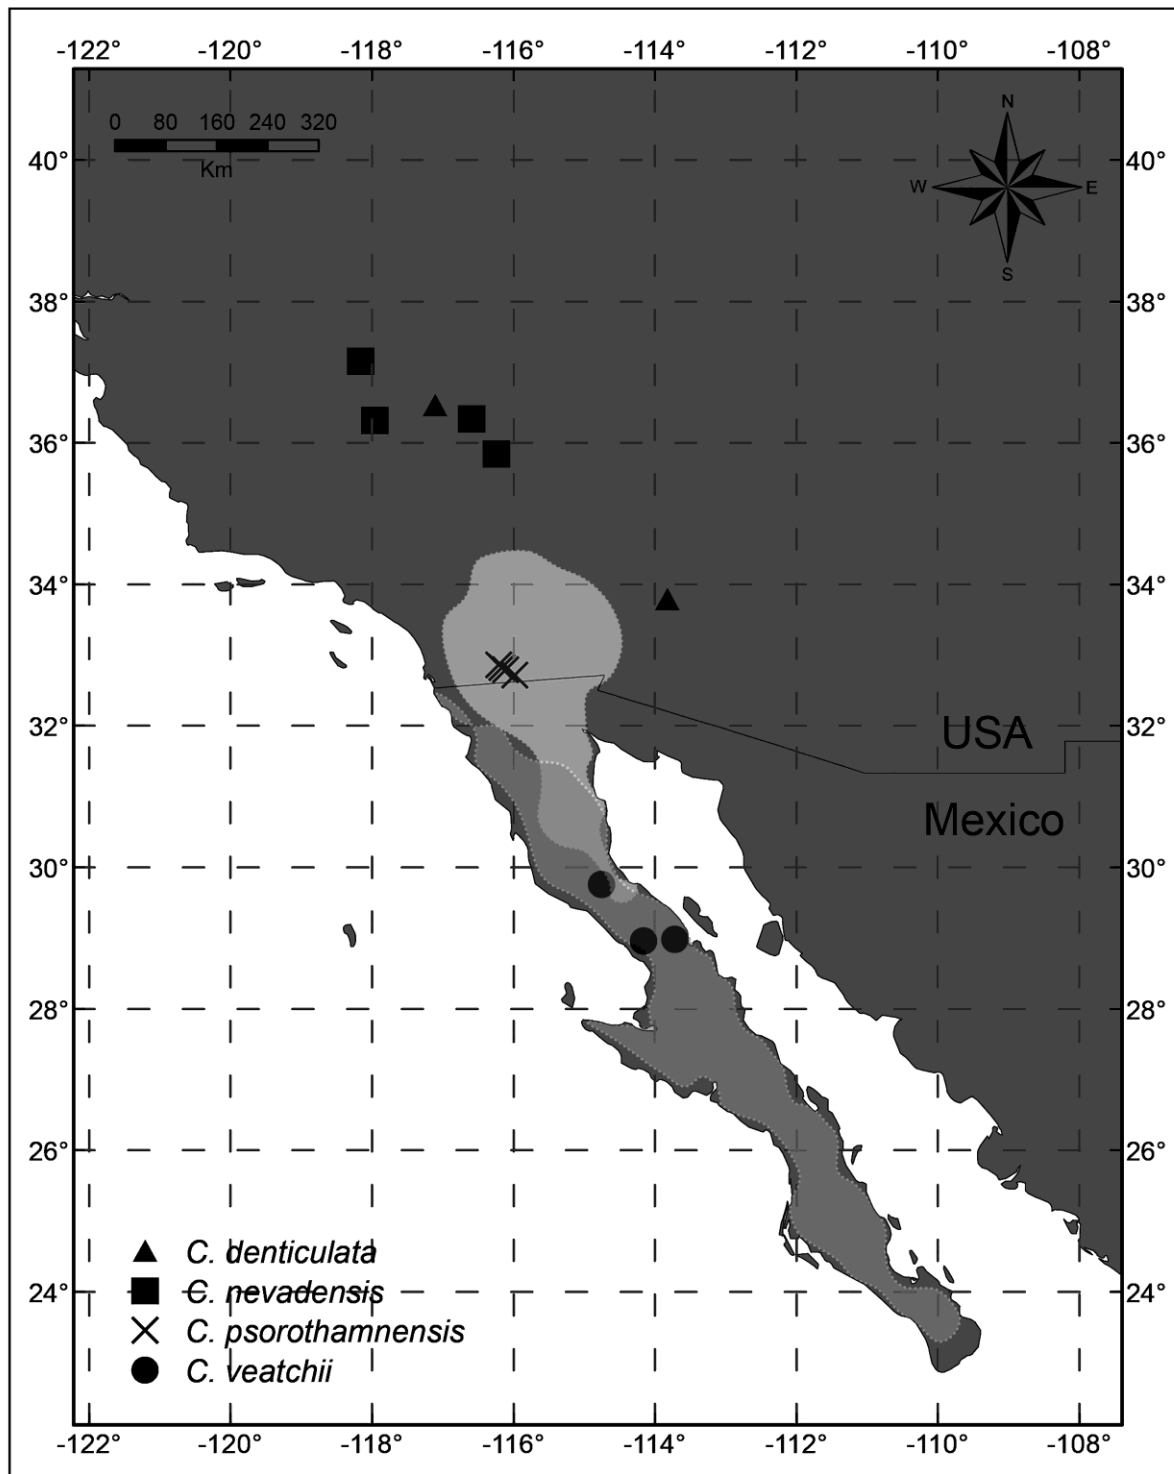 -122° -120° -118° -116° -114° -112° -110° -108°
0 80 160 240 320
Km
N
W E
S
40° 40°
38° 38°
36° 36°
34° 34°
32° 32°
USA
Mexico
30° 30°
28° 28°
26° 26°
24° 24°
C. denticulata
C. nevadensis
C. psorothamnensis
C. veatchii
-122° -120° -118° -116° -114° -112° -110° -108°